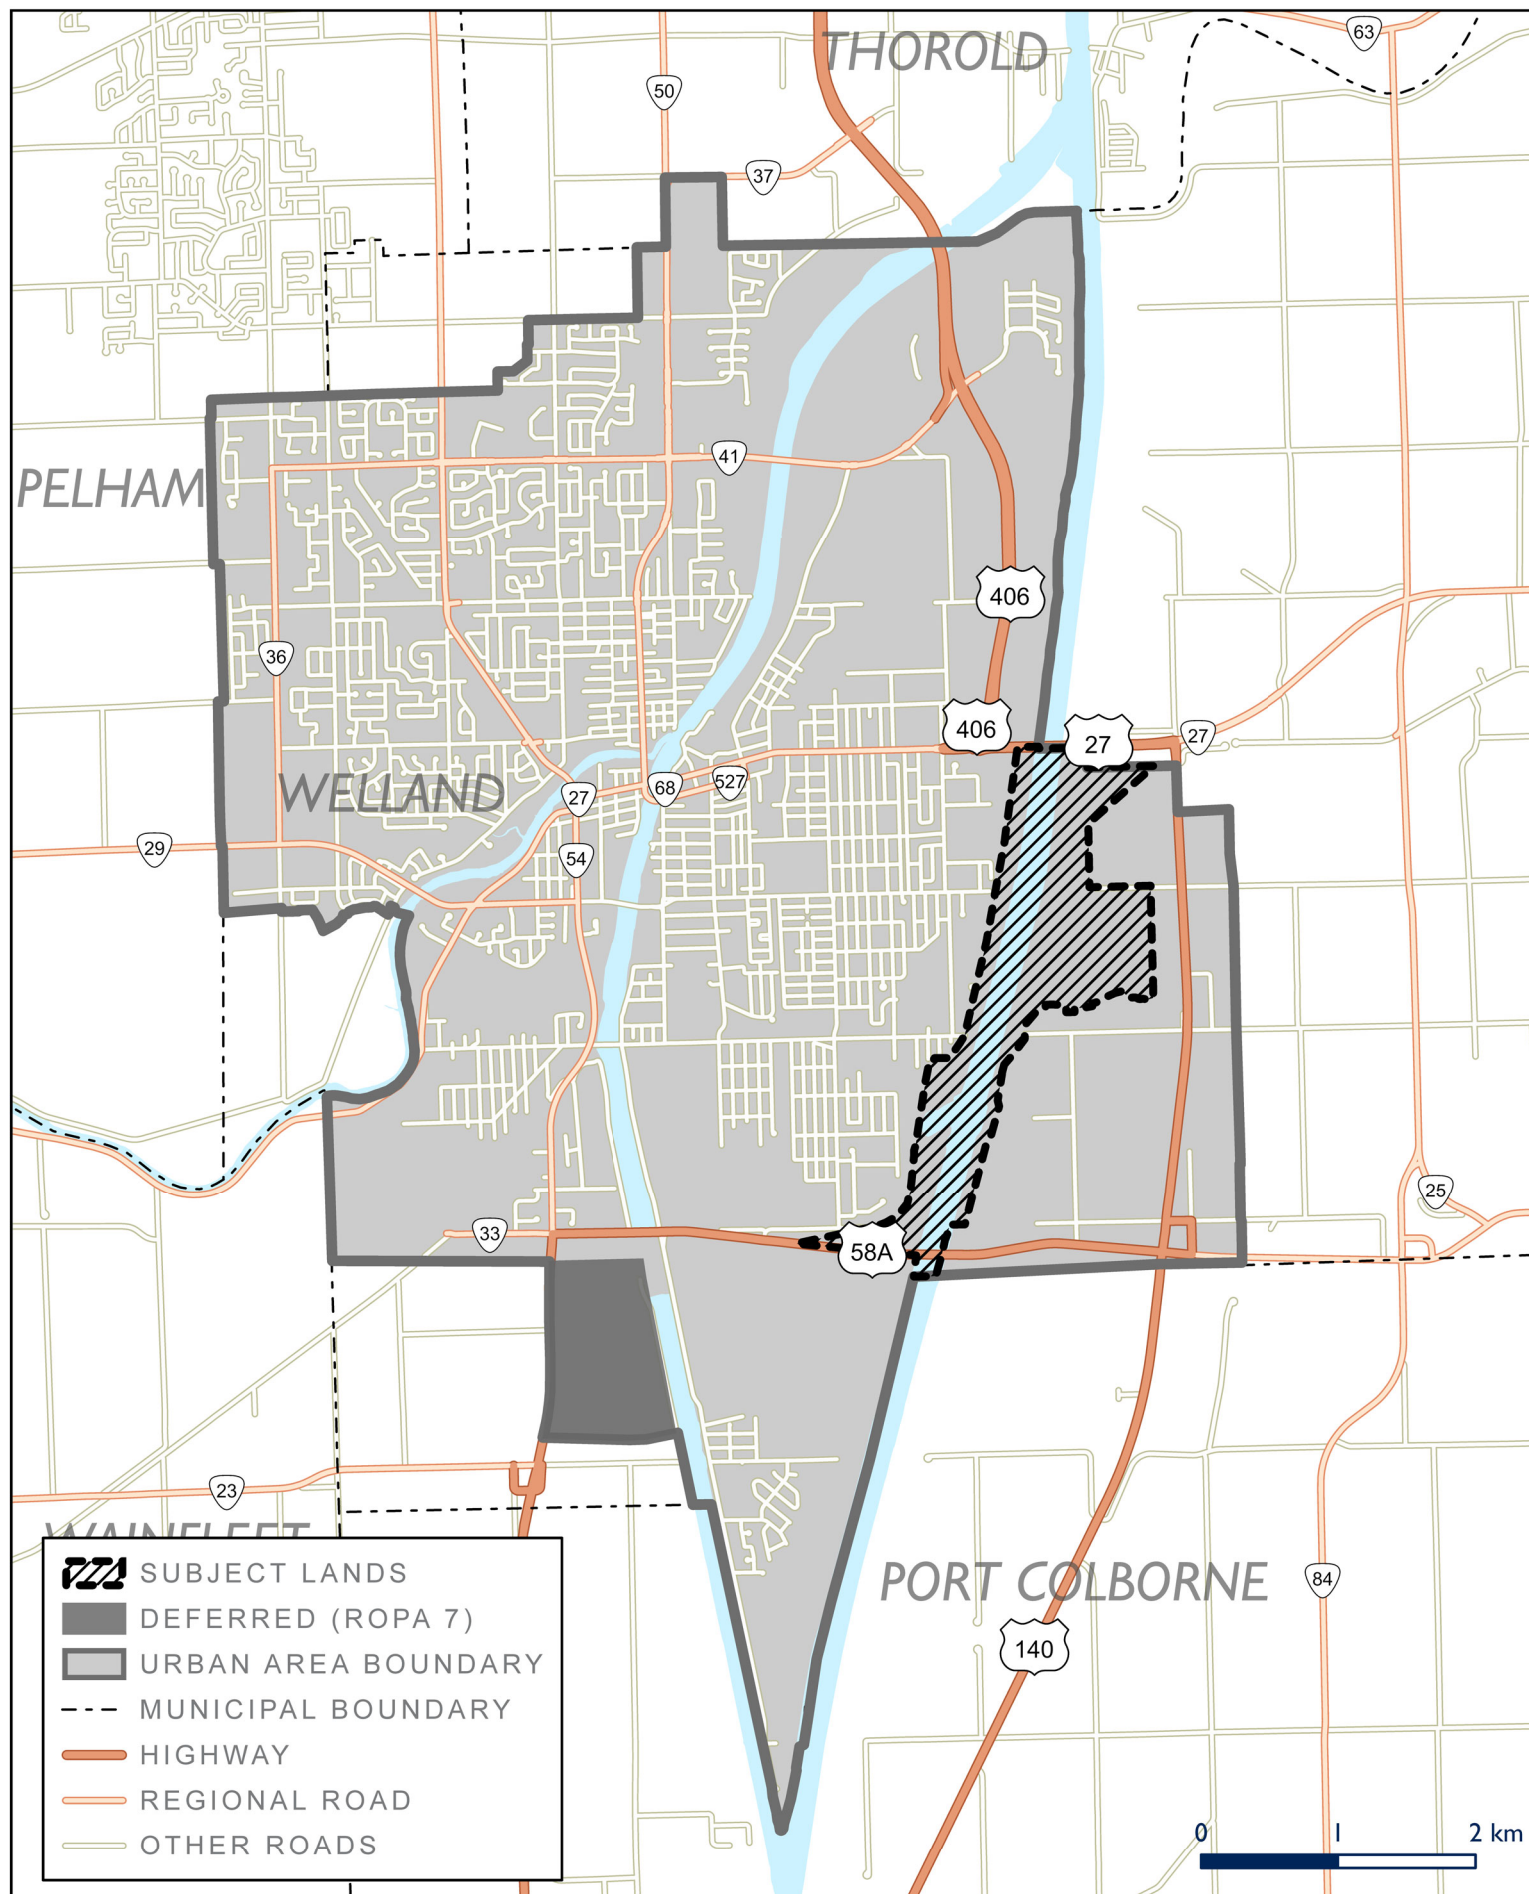 63
THOROLD
50
37
41
PELHAM
406
36
406
27
27
WELLAND
27
68
527
29
54
25
33
58A
23
WAINFLEET
PORT COLBORNE
84
140
SUBJECT LANDS
DEFERRED (ROPA 7)
URBAN AREA BOUNDARY
MUNICIPAL BOUNDARY
HIGHWAY
REGIONAL ROAD
OTHER ROADS
0 1 2 km